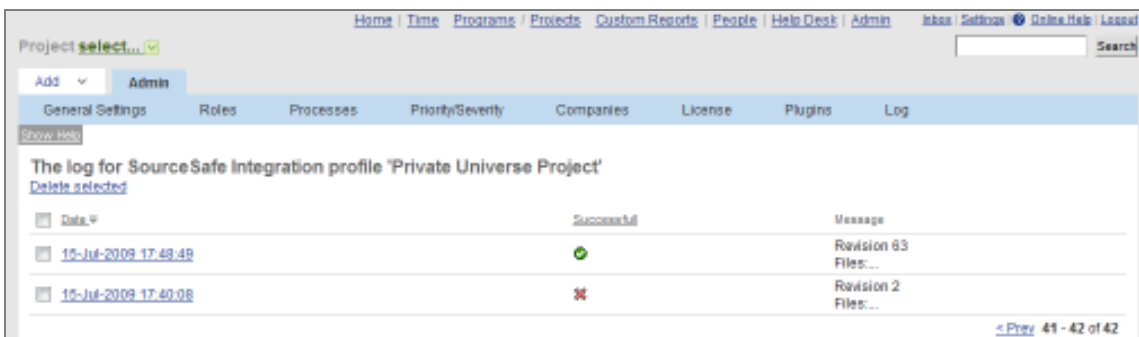 Home | Time Programs / Projects Custom Reports | People | Help Desk | Admin Inbox | Settings Online Help | Logout
Project select...
Search
Add Admin
General Settings Roles Processes Priority/Severity Companies License Plugins Log
Show Help
The log for SourceSafe Integration profile 'Private Universe Project'
Delete selected
Date Successful Message
15-Jul-2009 17:48:49 Revision 63
Files:...
15-Jul-2009 17:40:08 Revision 2
Files:...
< Prev 41 - 42 of 42